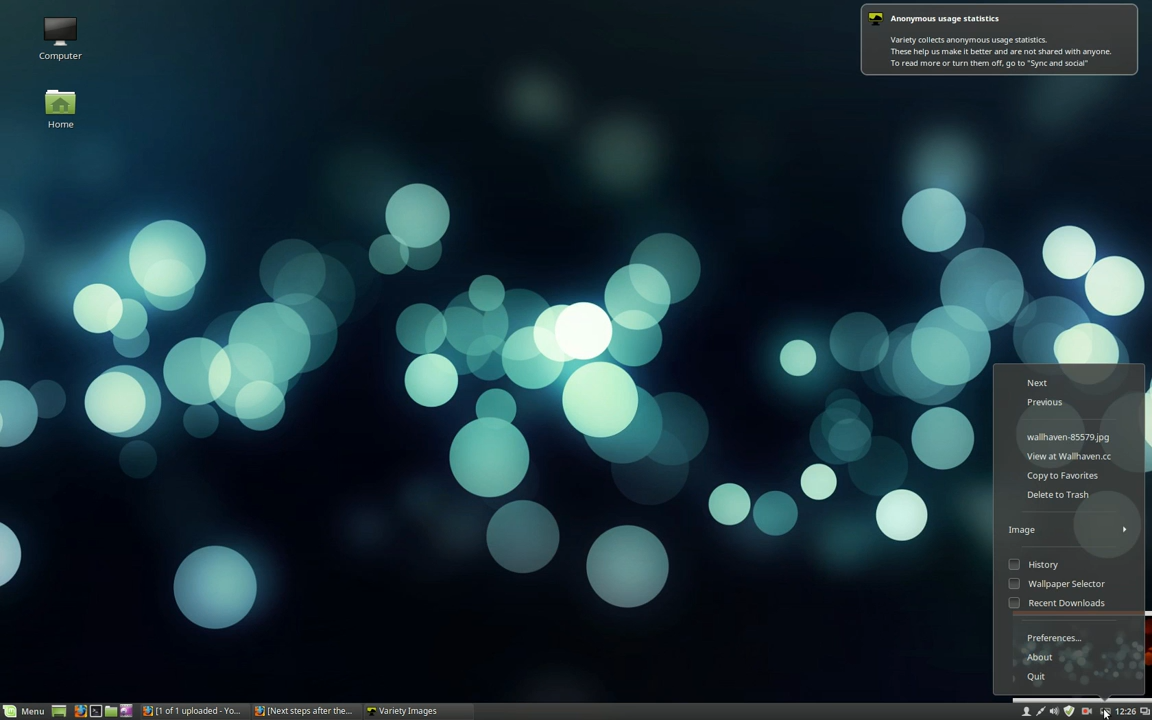 Computer
Home
Anonymous usage statistics
Variety collects anonymous usage statistics.
These help us make it better and are not shared with anyone.
To read more or turn them off, go to "Sync and social"
Next
Previous
wallhaven-85579.jpg
View at Wallhaven.cc
Copy to Favorites
Delete to Trash
Image
History
Wallpaper Selector
Recent Downloads
Preferences...
About
Quit
Menu
[1 of 1 uploaded - Yo...
[Next steps after the...
Variety Images
12:26